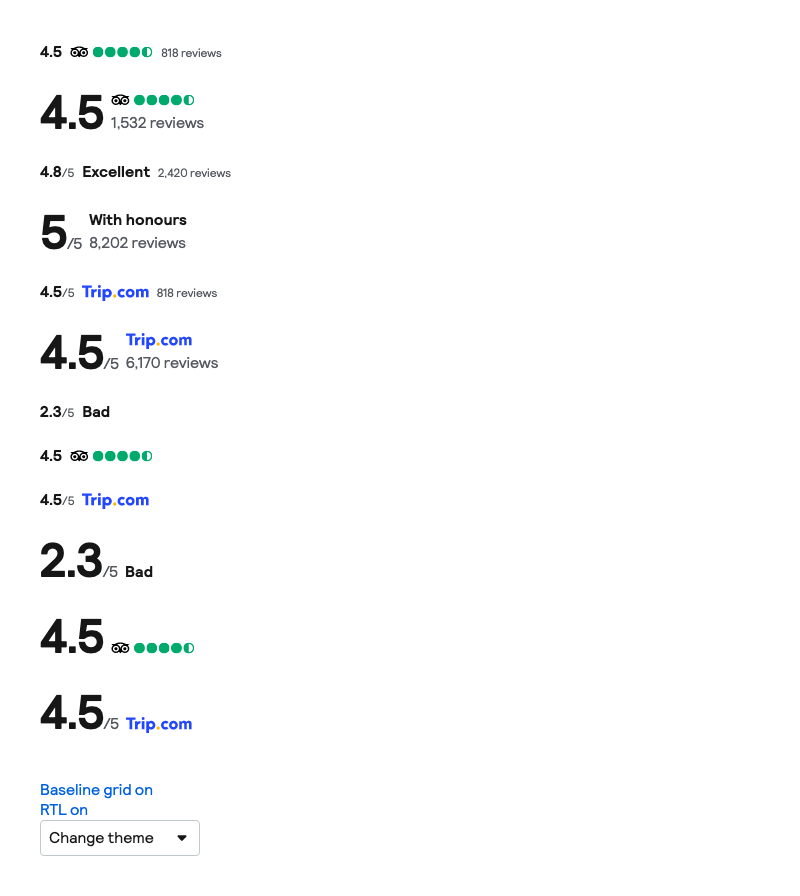 4.5 818 reviews
4.5
1,532 reviews
4.8/5 Excellent 2,420 reviews
5/5 With honours
8,202 reviews
4.5/5 Trip.com 818 reviews
4.5/5 Trip.com
6,170 reviews
2.3/5 Bad
4.5
4.5/5 Trip.com
2.3/5 Bad
4.5
4.5/5 Trip.com
Baseline grid on
RTL on
Change theme